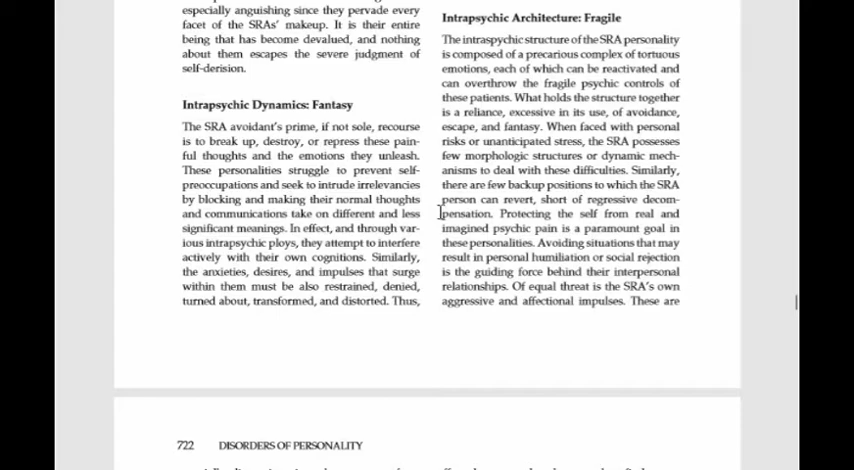 especially anguishing since they pervade every
facet of the SRAs' makeup. It is their entire
being that has become devalued, and nothing
about them escapes the severe judgment of
self-derision.
Intrapsychic Dynamics: Fantasy
The SRA avoidant's prime, if not sole, recourse
is to break up, destroy, or repress these pain-
ful thoughts and the emotions they unleash.
These personalities struggle to prevent self-
preoccupations and seek to intrude irrelevancies
by blocking and making their normal thoughts
and communications take on different and less
significant meanings. In effect, and through var-
ious intrapsychic ploys, they attempt to interfere
actively with their own cognitions. Similarly,
the anxieties, desires, and impulses that surge
within them must be also restrained, denied,
turned about, transformed, and distorted. Thus,
Intrapsychic Architecture: Fragile
The intraspychic structure of the SRA personality
is composed of a precarious complex of tortuous
emotions, each of which can be reactivated and
can overthrow the fragile psychic controls of
these patients. What holds the structure together
is a reliance, excessive in its use, of avoidance,
escape, and fantasy. When faced with personal
risks or unanticipated stress, the SRA possesses
few morphologic structures or dynamic mech-
anisms to deal with these difficulties. Similarly,
there are few backup positions to which the SRA
person can revert, short of regressive decom-
pensation. Protecting the self from real and
imagined psychic pain is a paramount goal in
these personalities. Avoiding situations that may
result in personal humiliation or social rejection
is the guiding force behind their interpersonal
relationships. Of equal threat is the SRA's own
aggressive and affectional impulses. These are
722 DISORDERS OF PERSONALITY